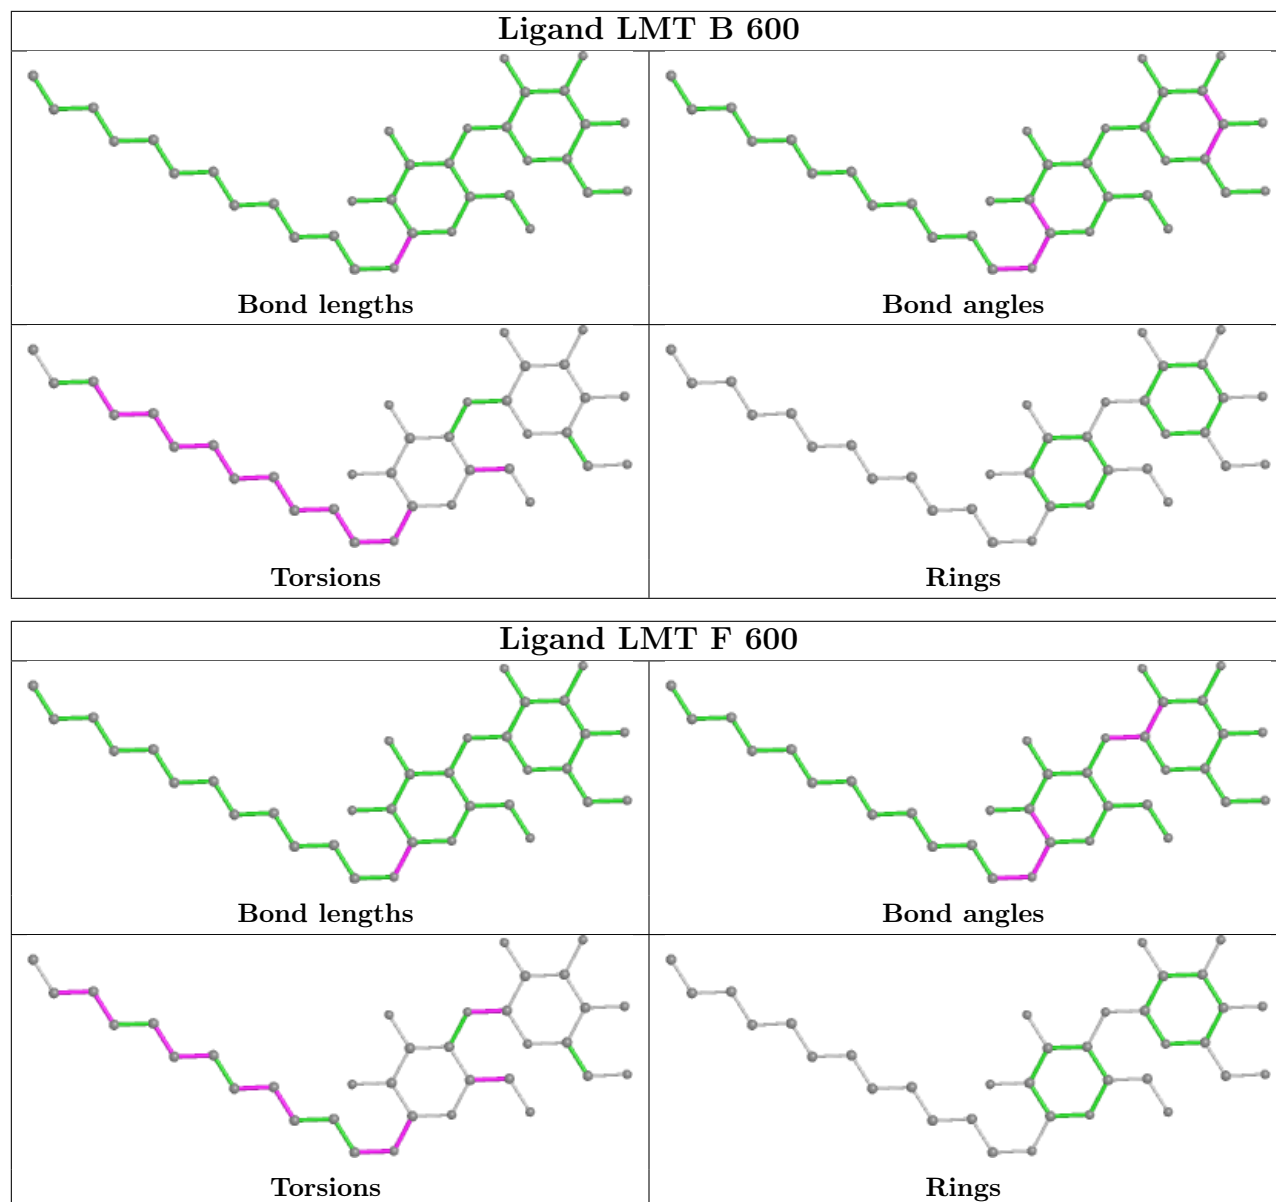 Ligand LMT B 600
Bond lengths
Bond angles
Torsions
Rings
Ligand LMT F 600
Bond lengths
Bond angles
Torsions
Rings